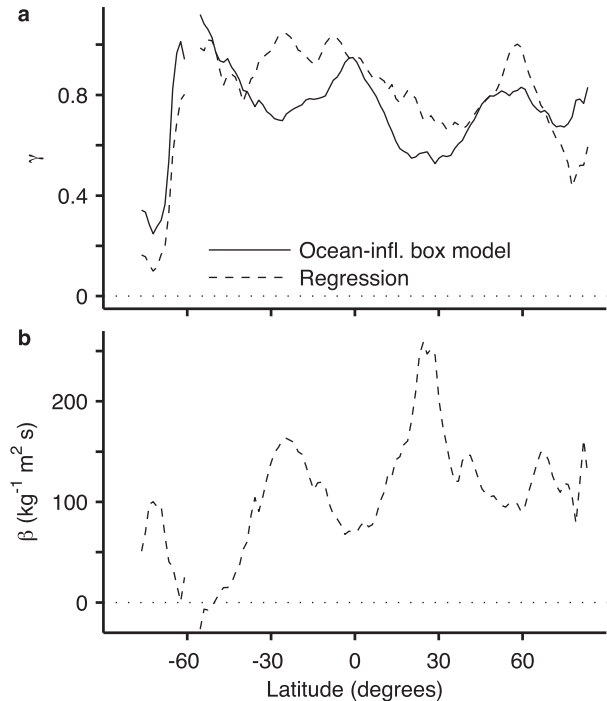 a
0.8
0.4
0
γ
Ocean-infl. box model
Regression
b
200
100
0
β (kg⁻¹ m² s)
-60 -30 0 30 60
Latitude (degrees)